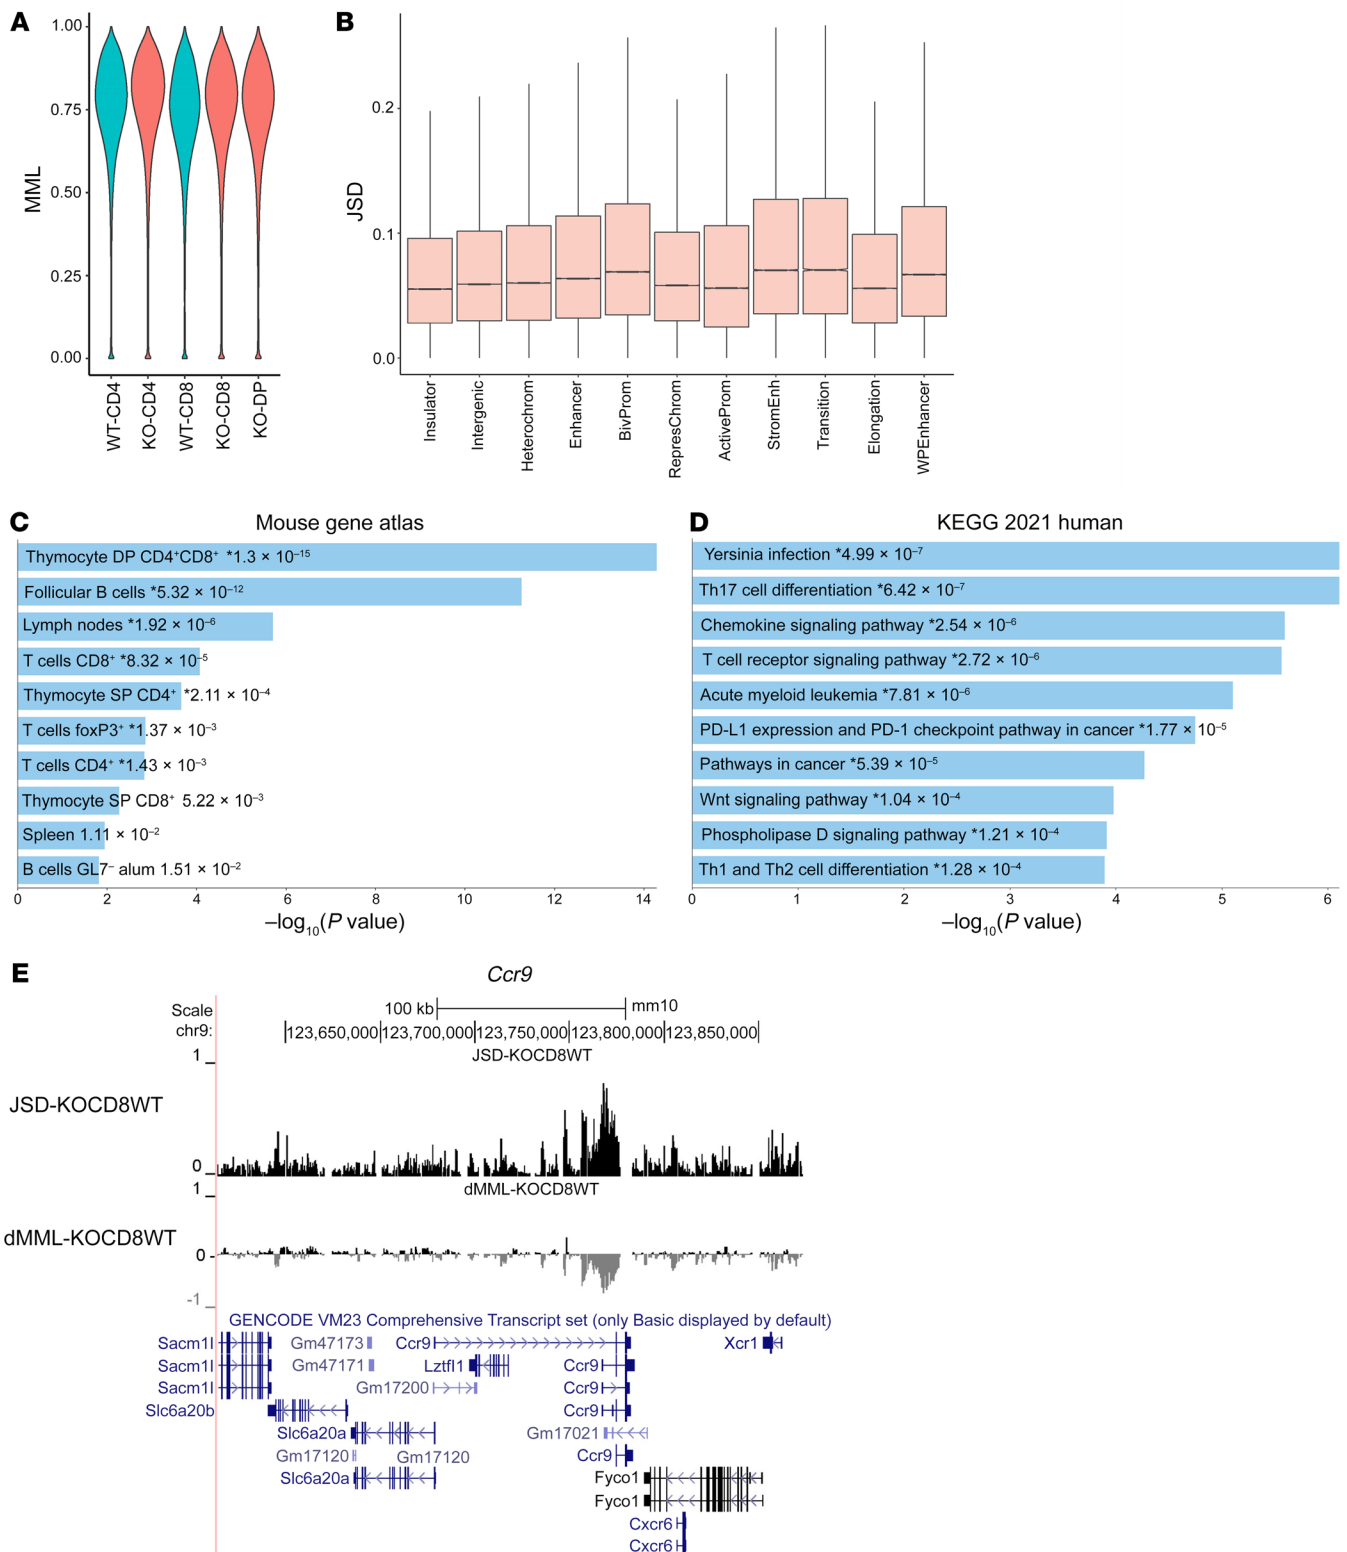 A
1.00
0.75
0.50
0.25
0.00
MML
WT-CD4
KO-CD4
WT-CD8
KO-CD8
KO-DP
B
0.2
0.1
0.0
JSD
Insulator
Intergenic
Heterochrom
Enhancer
BivProm
RepresChrom
ActiveProm
StromEnh
Transition
Elongation
WPEnhancer
C
Mouse gene atlas
Thymocyte DP CD4⁺CD8⁺ *1.3 × 10⁻¹⁵
Follicular B cells *5.32 × 10⁻¹²
Lymph nodes *1.92 × 10⁻⁶
T cells CD8⁺ *8.32 × 10⁻⁵
Thymocyte SP CD4⁺ *2.11 × 10⁻⁴
T cells foxP3⁺ *1.37 × 10⁻³
T cells CD4⁺ *1.43 × 10⁻³
Thymocyte SP CD8⁺ 5.22 × 10⁻³
Spleen 1.11 × 10⁻²
B cells GL7⁻ alum 1.51 × 10⁻²
0 2 4 6 8 10 12 14
–log₁₀(P value)
D
KEGG 2021 human
Yersinia infection *4.99 × 10⁻⁷
Th17 cell differentiation *6.42 × 10⁻⁷
Chemokine signaling pathway *2.54 × 10⁻⁶
T cell receptor signaling pathway *2.72 × 10⁻⁶
Acute myeloid leukemia *7.81 × 10⁻⁶
PD-L1 expression and PD-1 checkpoint pathway in cancer *1.77 × 10⁻⁵
Pathways in cancer *5.39 × 10⁻⁵
Wnt signaling pathway *1.04 × 10⁻⁴
Phospholipase D signaling pathway *1.21 × 10⁻⁴
Th1 and Th2 cell differentiation *1.28 × 10⁻⁴
0 1 2 3 4 5 6
–log₁₀(P value)
E
Ccr9
Scale 100 kb mm10
chr9: 123,650,000 123,700,000 123,750,000 123,800,000 123,850,000
JSD-KOCD8WT
1
JSD-KOCD8WT
0
dMML-KOCD8WT
1
dMML-KOCD8WT
0
-1
GENCODE VM23 Comprehensive Transcript set (only Basic displayed by default)
Sacm1l Gm47173 Ccr9 Xcr1
Sacm1l Gm47171 Lztfl1 Ccr9
Sacm1l Gm17200 Ccr9
Slc6a20b Ccr9
Slc6a20a Gm17021
Gm17120 Gm17120 Ccr9
Slc6a20a Fyco1
Fyco1
Cxcr6
Cxcr6